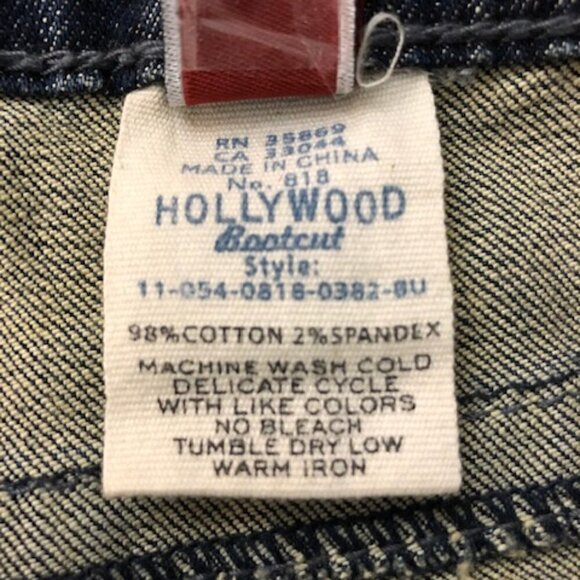 RN 35869
CA 33044
MADE IN CHINA
No. 818
HOLLYWOOD
Bootcut
Style:
11-054-0818-0382-BU
98%COTTON 2%SPANDEX
MACHINE WASH COLD
DELICATE CYCLE
WITH LIKE COLORS
NO BLEACH
TUMBLE DRY LOW
WARM IRON